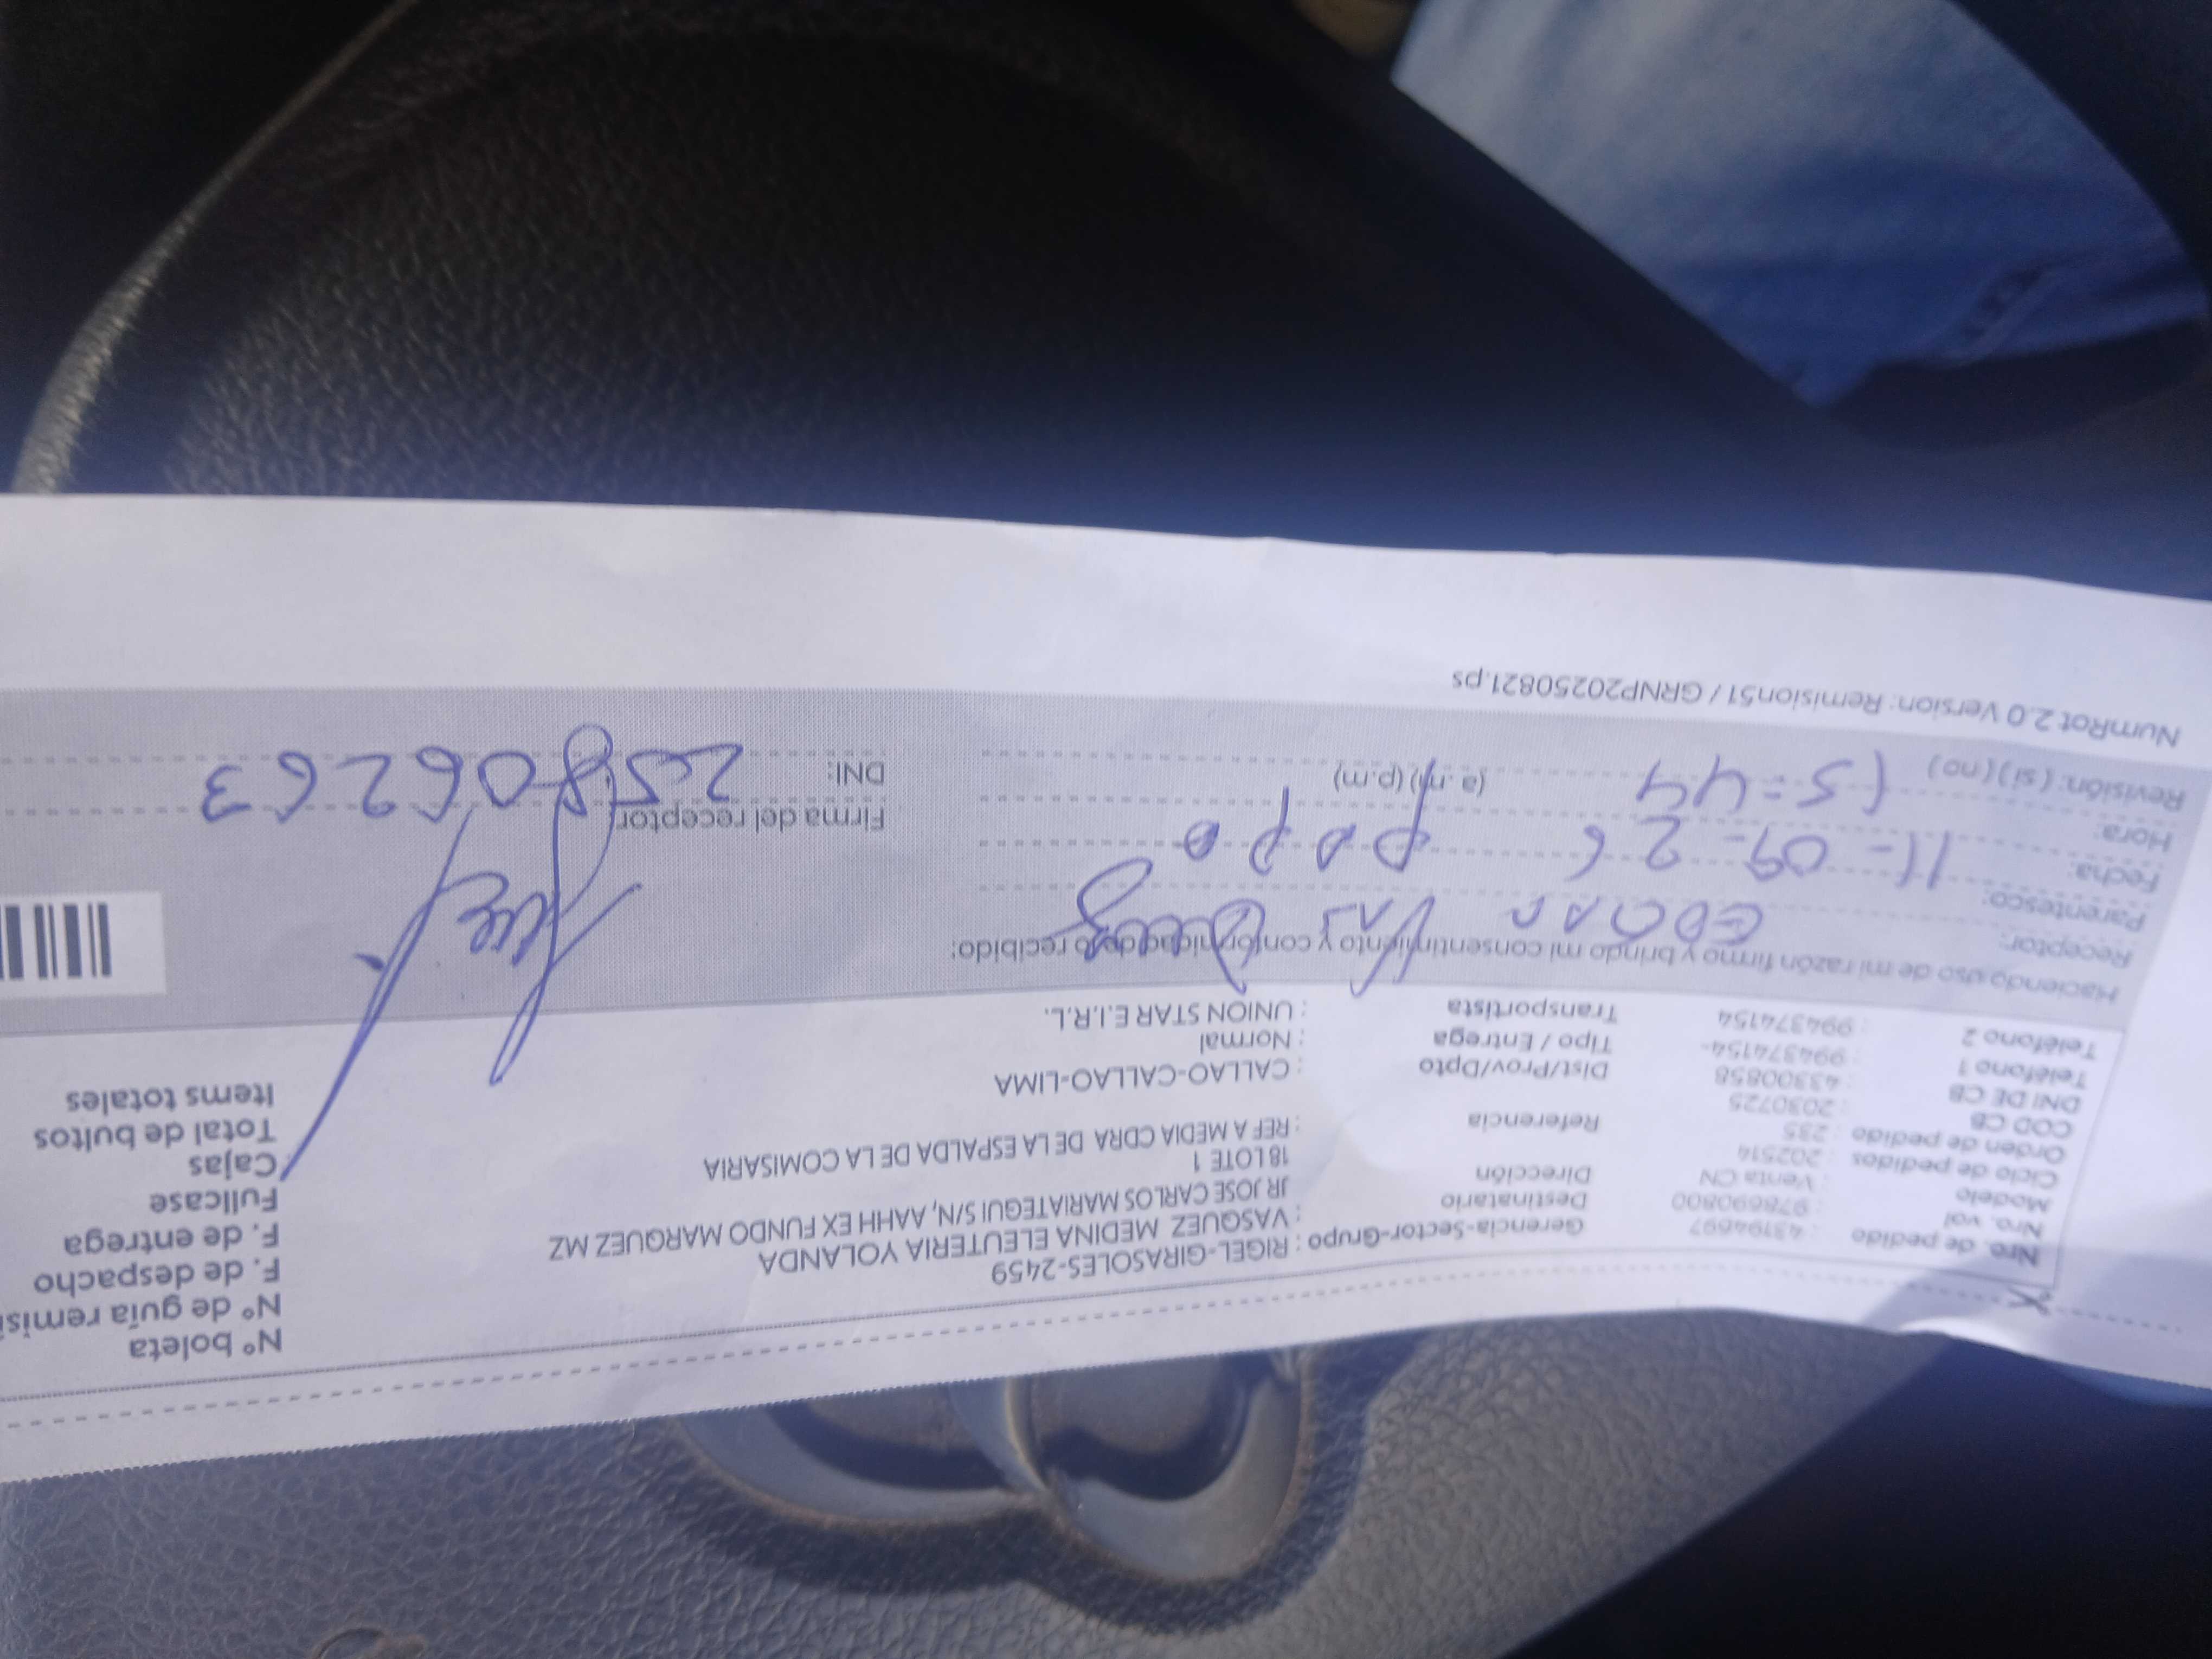 Nº boleta
Nº de guía remisi
F. de despacho
F. de entrega
Fullcase
Cajas
Total de bultos
Items totales
Nro. de pedido : 43194697
Nro. vol : 978690800
Modelo : Venta CN
Ciclo de pedidos : 202514
Orden de pedido : 235
COD CB : 2030725
DNI DE CB : 43300858
Teléfono 1 : 994374154-
Teléfono 2 : 994374154
Gerencia-Sector-Grupo : RIGEL-GIRASOLES-2459
Destinatario : VASQUEZ MEDINA ELEUTERIA YOLANDA
Dirección : JR JOSE CARLOS MARIATEGUI S/N, AAHH EX FUNDO MARQUEZ MZ
18 LOTE 1
Referencia : REF A MEDIA CDRA DE LA ESPALDA DE LA COMISARIA
Dist/Prov/Dpto : CALLAO-CALLAO-LIMA
Tipo / Entrega : Normal
Transportista : UNION STAR E.I.R.L.
Haciendo uso de mi razón firmo y brindo mi consentimiento y conformidad de lo recibido:
Receptor:
Parentesco: papa
Fecha: 11-09-26
Hora: 15:44 (a.m) (p.m)
Revisión: (si) (no)
Firma del receptor
DNI: 25806263
NumRot 2.0 Version: Remision51 / GRNP20250821.ps